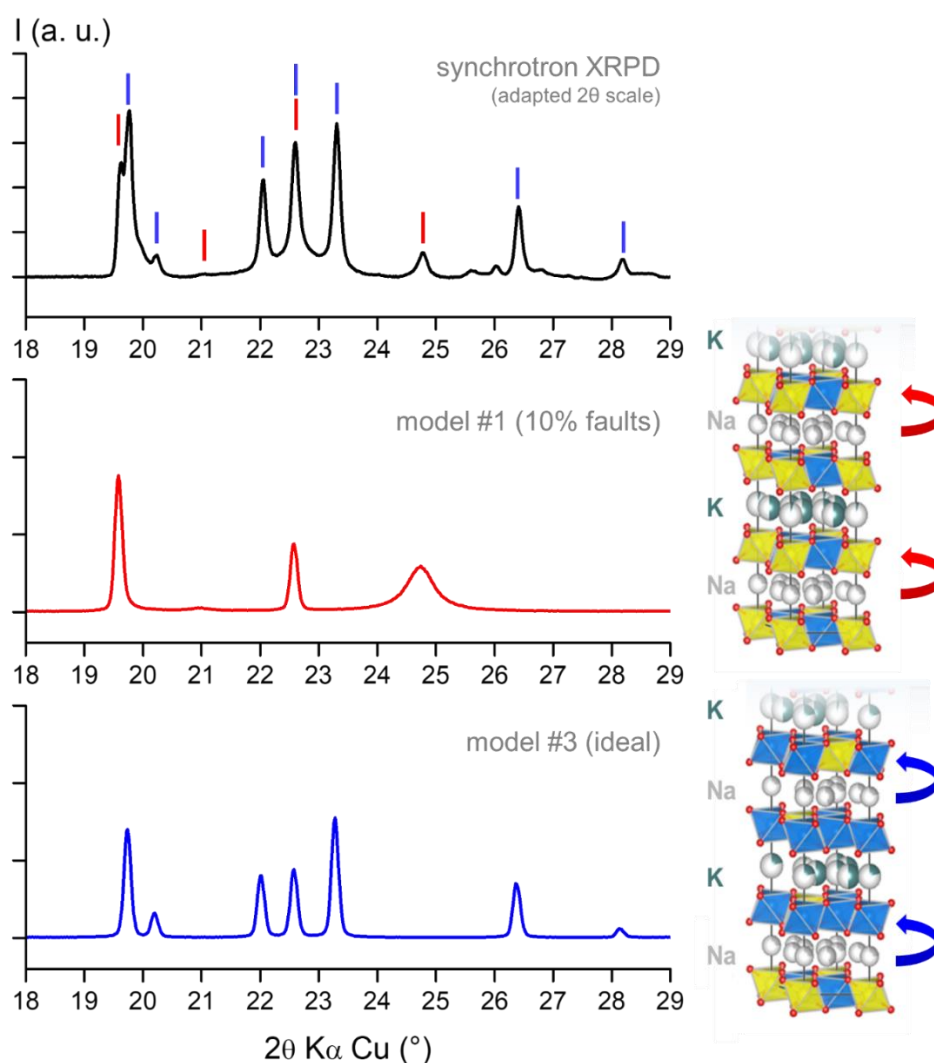 I (a. u.)
synchrotron XRPD
(adapted 2θ scale)
18 19 20 21 22 23 24 25 26 27 28 29
model #1 (10% faults)
18 19 20 21 22 23 24 25 26 27 28 29
model #3 (ideal)
18 19 20 21 22 23 24 25 26 27 28 29
2θ Kα Cu (°)
K
Na
K
Na
K
Na
K
Na